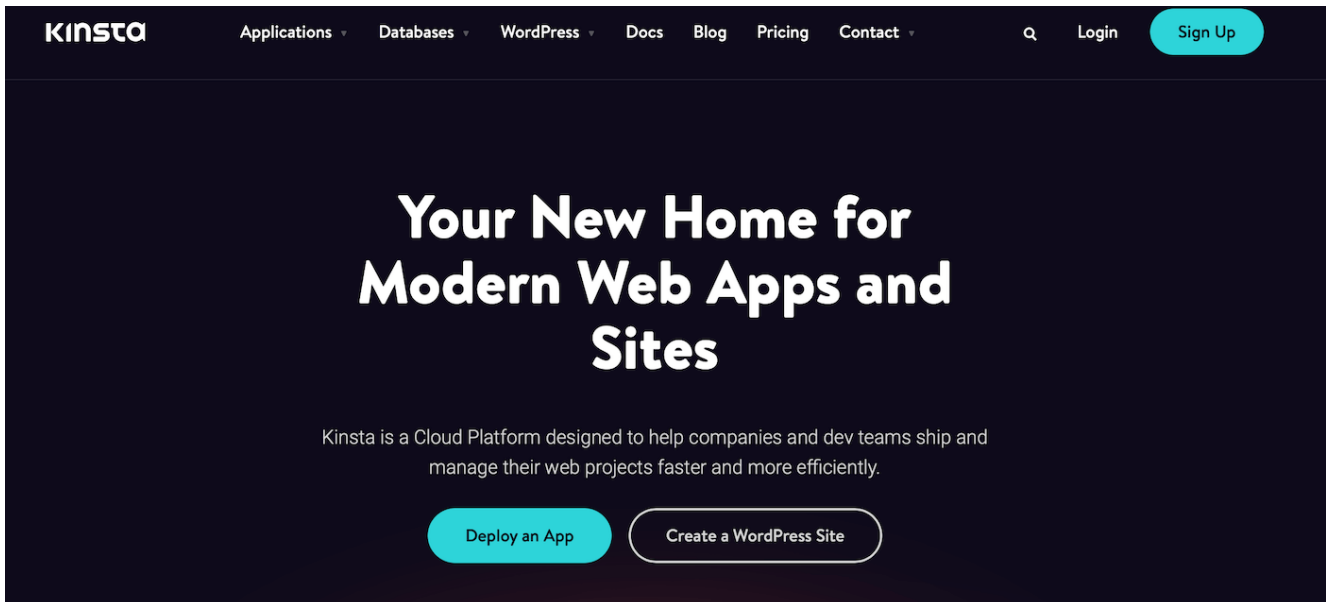 Kinsta
Applications Databases WordPress Docs Blog Pricing Contact Login Sign Up
Your New Home for
Modern Web Apps and
Sites
Kinsta is a Cloud Platform designed to help companies and dev teams ship and
manage their web projects faster and more efficiently.
Deploy an App Create a WordPress Site